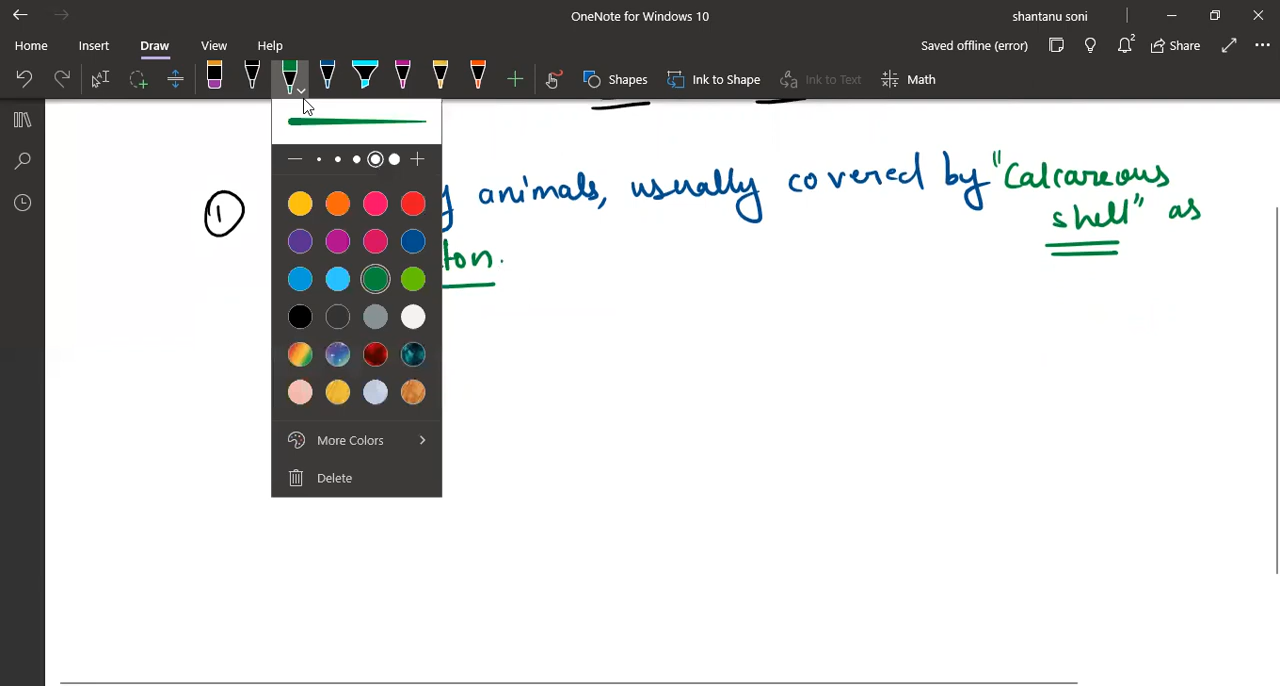 OneNote for Windows 10
shantanu soni
Home Insert Draw View Help
Saved offline (error)
2
Share
Shapes
Ink to Shape
Ink to Text
Math
① animals, usually covered by "Calcareous
shell" as
More Colors
Delete